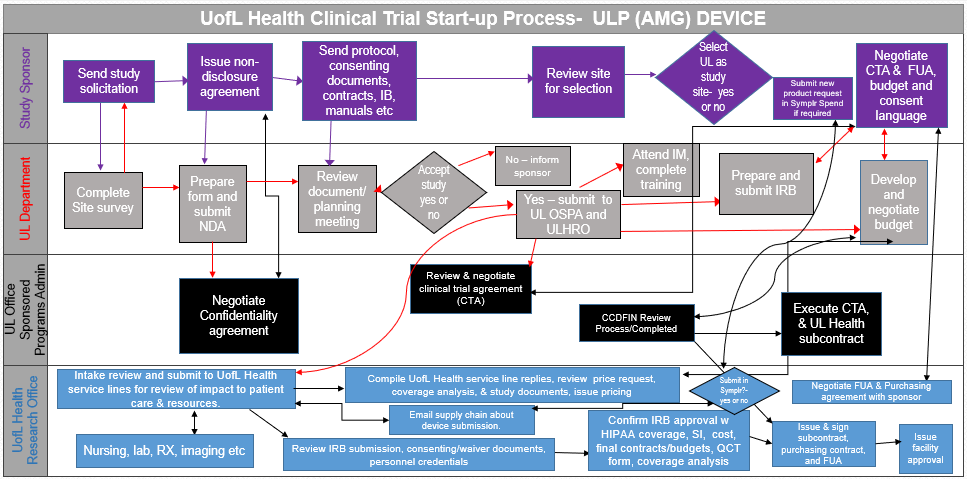 UofL Health Clinical Trial Start-up Process- ULP (AMG) DEVICE
Study Sponsor
Send study
solicitation
Issue non-
disclosure
agreement
Send protocol,
consenting
documents,
contracts, IB,
manuals etc
Review site
for selection
Select
UL as
study
site- yes
or no
Submit new
product request
in Symplr Spend
if required
Negotiate
CTA & FUA,
budget and
consent
language
UL Department
Complete
Site survey
Prepare
form and
submit
NDA
Review
document/
planning
meeting
Accept
study
yes or
no
No – inform
sponsor
Yes – submit to
UL OSPA and
ULHRO
Attend IM,
complete
training
Prepare and
submit IRB
Develop
and
negotiate
budget
UL Office
Sponsored
Programs Admin
Negotiate
Confidentiality
agreement
Review & negotiate
clinical trial agreement
(CTA)
CCDFIN Review
Process/Completed
Execute CTA,
& UL Health
subcontract
UofL Health
Research Office
Intake review and submit to UofL Health
service lines for review of impact to patient
care & resources.
Compile UofL Health service line replies, review price request,
coverage analysis, & study documents, issue pricing
Submit in
Symplr?-
yes or no
Negotiate FUA & Purchasing
agreement with sponsor
Email supply chain about
device submission.
Nursing, lab, RX, imaging etc
Review IRB submission, consenting/waiver documents,
personnel credentials
Confirm IRB approval w
HIPAA coverage, SI, cost,
final contracts/budgets, QCT
form, coverage analysis
Issue & sign
subcontract,
purchasing contract,
and FUA
Issue
facility
approval